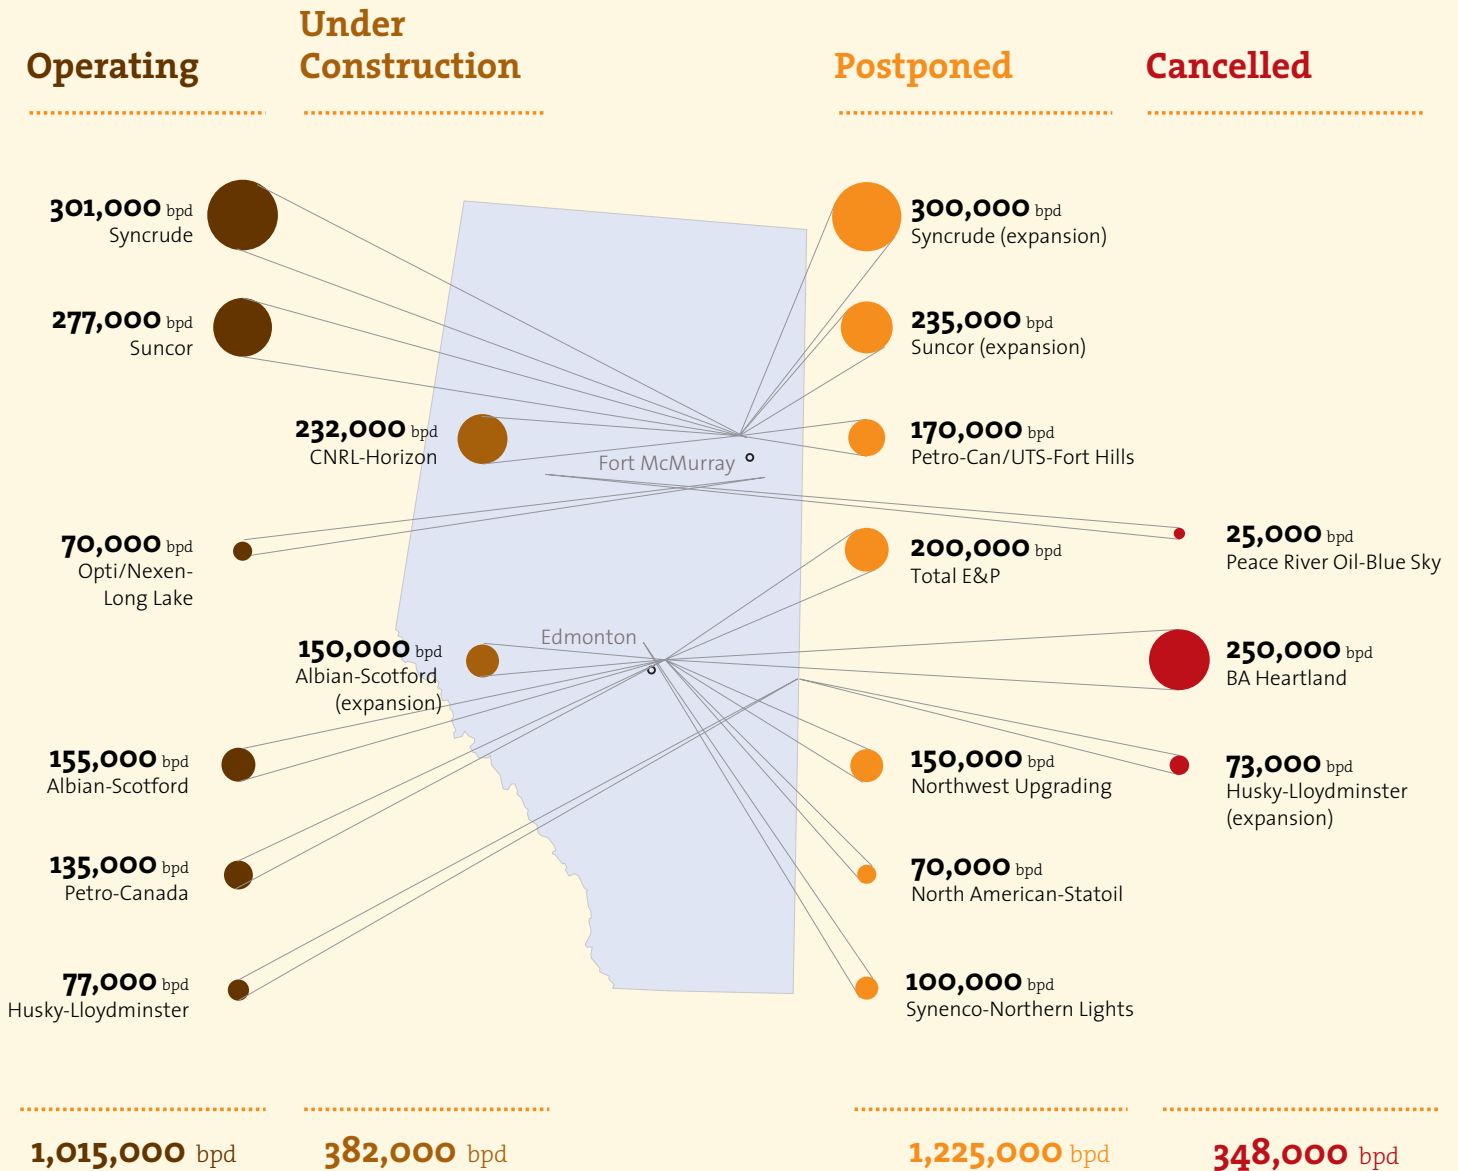 Operating
Under
Construction
Postponed
Cancelled
301,000 bpd
Syncrude
277,000 bpd
Suncor
232,000 bpd
CNRL-Horizon
70,000 bpd
Opti/Nexen-
Long Lake
150,000 bpd
Albian-Scotford
(expansion)
155,000 bpd
Albian-Scotford
135,000 bpd
Petro-Canada
77,000 bpd
Husky-Lloydminster
Fort McMurray
Edmonton
300,000 bpd
Syncrude (expansion)
235,000 bpd
Suncor (expansion)
170,000 bpd
Petro-Can/UTS-Fort Hills
200,000 bpd
Total E&P
150,000 bpd
Northwest Upgrading
70,000 bpd
North American-Statoil
100,000 bpd
Synenco-Northern Lights
25,000 bpd
Peace River Oil-Blue Sky
250,000 bpd
BA Heartland
73,000 bpd
Husky-Lloydminster
(expansion)
1,015,000 bpd
382,000 bpd
1,225,000 bpd
348,000 bpd